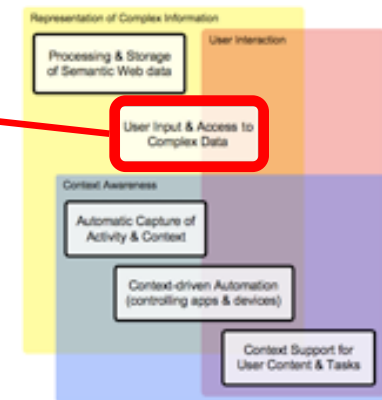 Representation of Complex Information
User Interaction
Processing & Storage
of Semantic Web data
User Input & Access to
Complex Data
Context Awareness
Automatic Capture of
Activity & Context
Context-driven Automation
(controlling apps & devices)
Context Support for
User Content & Tasks